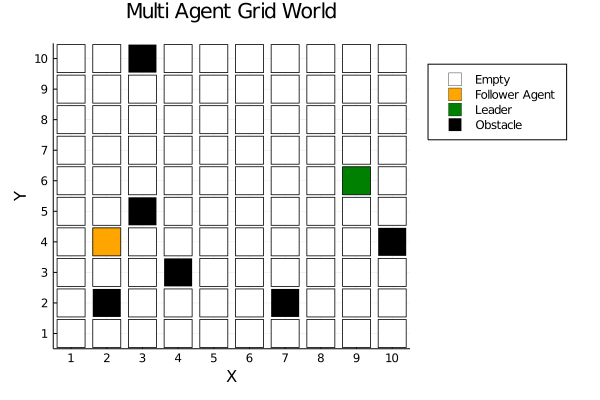 Multi Agent Grid World
Empty
Follower Agent
Leader
Obstacle
10
9
8
7
6
5
4
3
2
1
Y
1 2 3 4 5 6 7 8 9 10
X